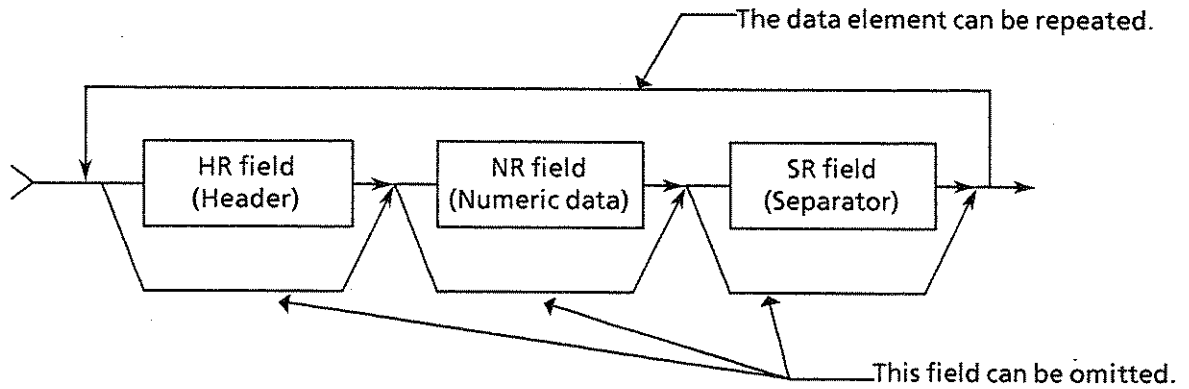 The data element can be repeated.
HR field
(Header)
NR field
(Numeric data)
SR field
(Separator)
This field can be omitted.